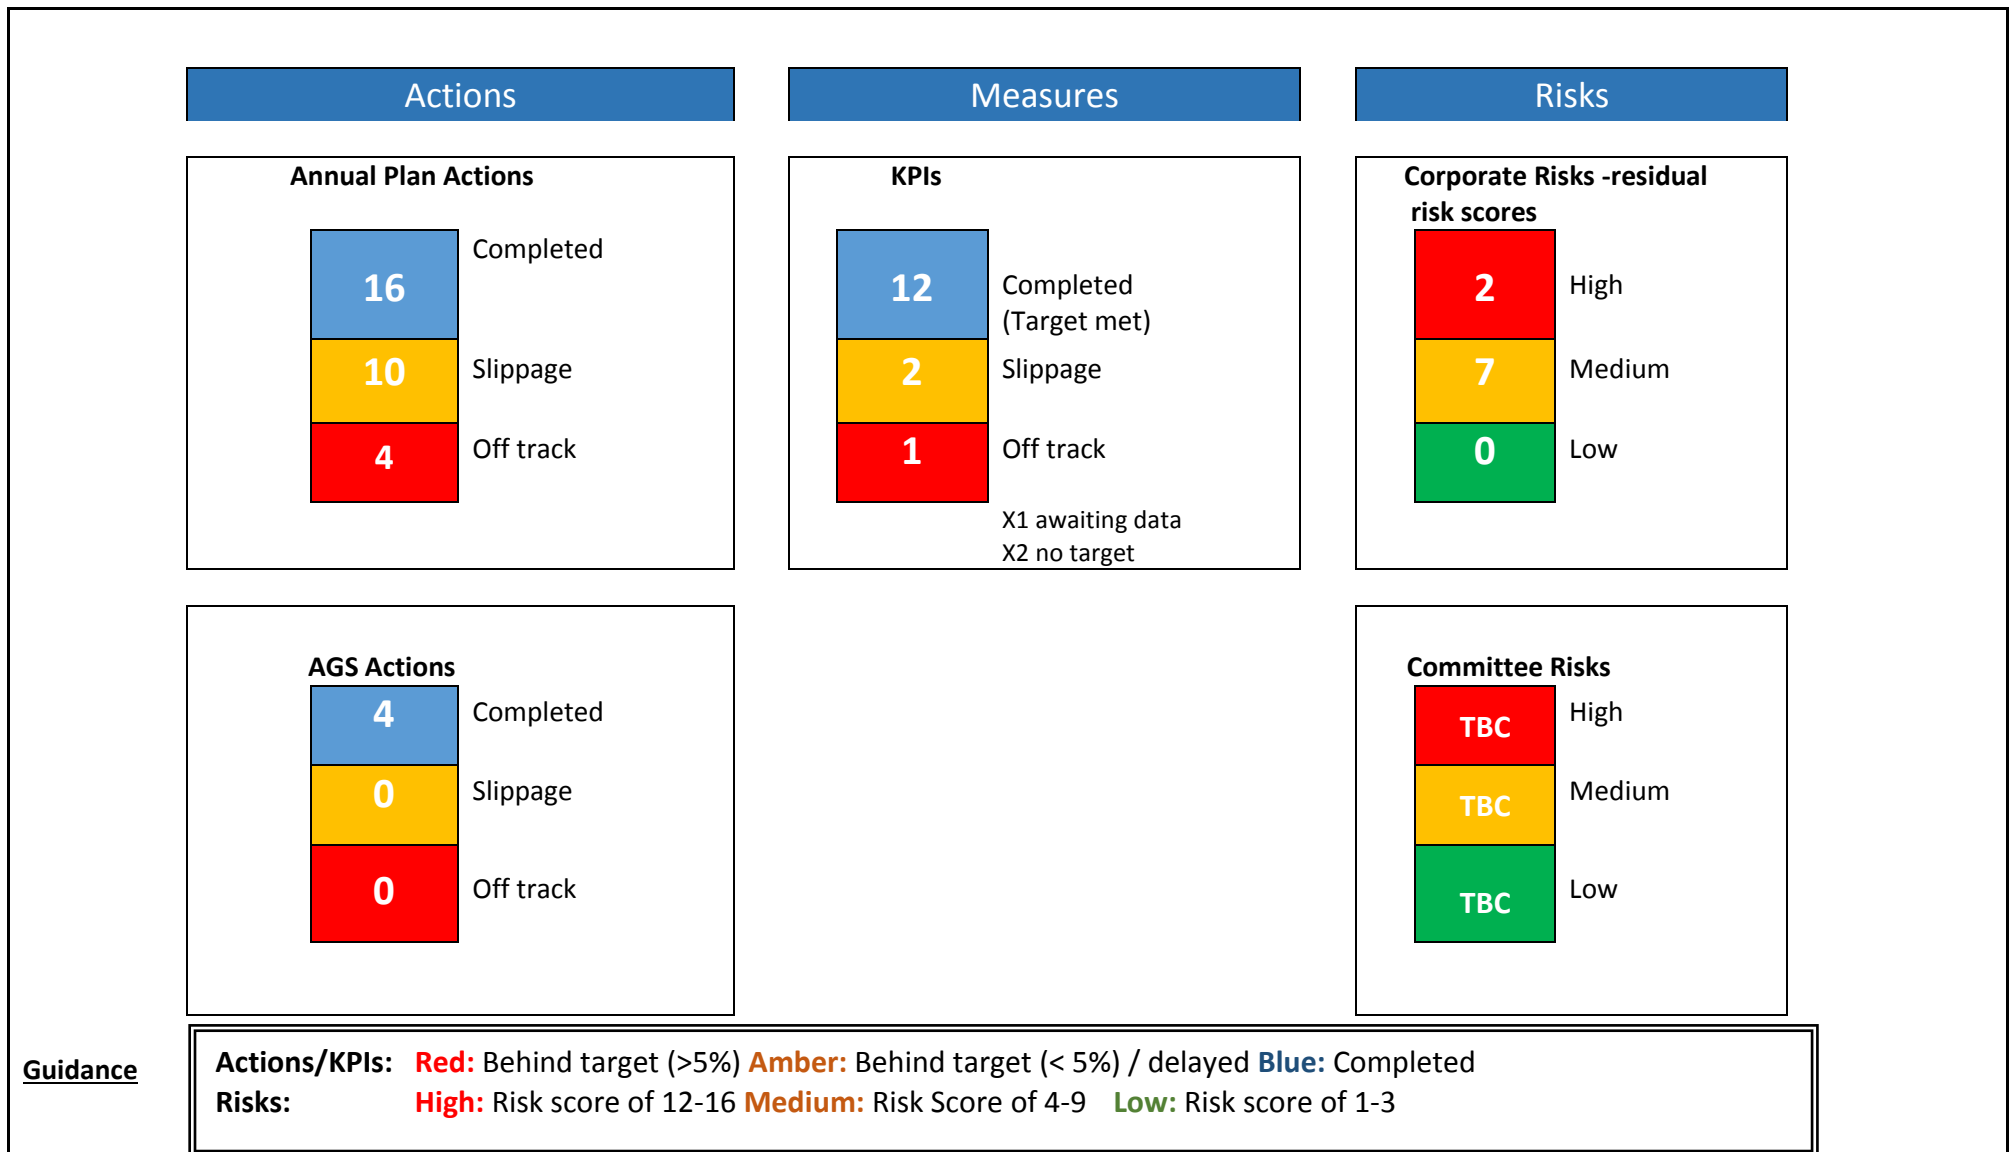 Actions
Measures
Risks
Annual Plan Actions
16
Completed
10
Slippage
4
Off track
KPIs
12
Completed
(Target met)
2
Slippage
1
Off track
X1 awaiting data
X2 no target
Corporate Risks -residual
risk scores
2
High
7
Medium
0
Low
AGS Actions
4
Completed
0
Slippage
0
Off track
Committee Risks
TBC
High
TBC
Medium
TBC
Low
Guidance
Actions/KPIs: Red: Behind target (>5%) Amber: Behind target (< 5%) / delayed Blue: Completed
Risks: High: Risk score of 12-16 Medium: Risk Score of 4-9 Low: Risk score of 1-3